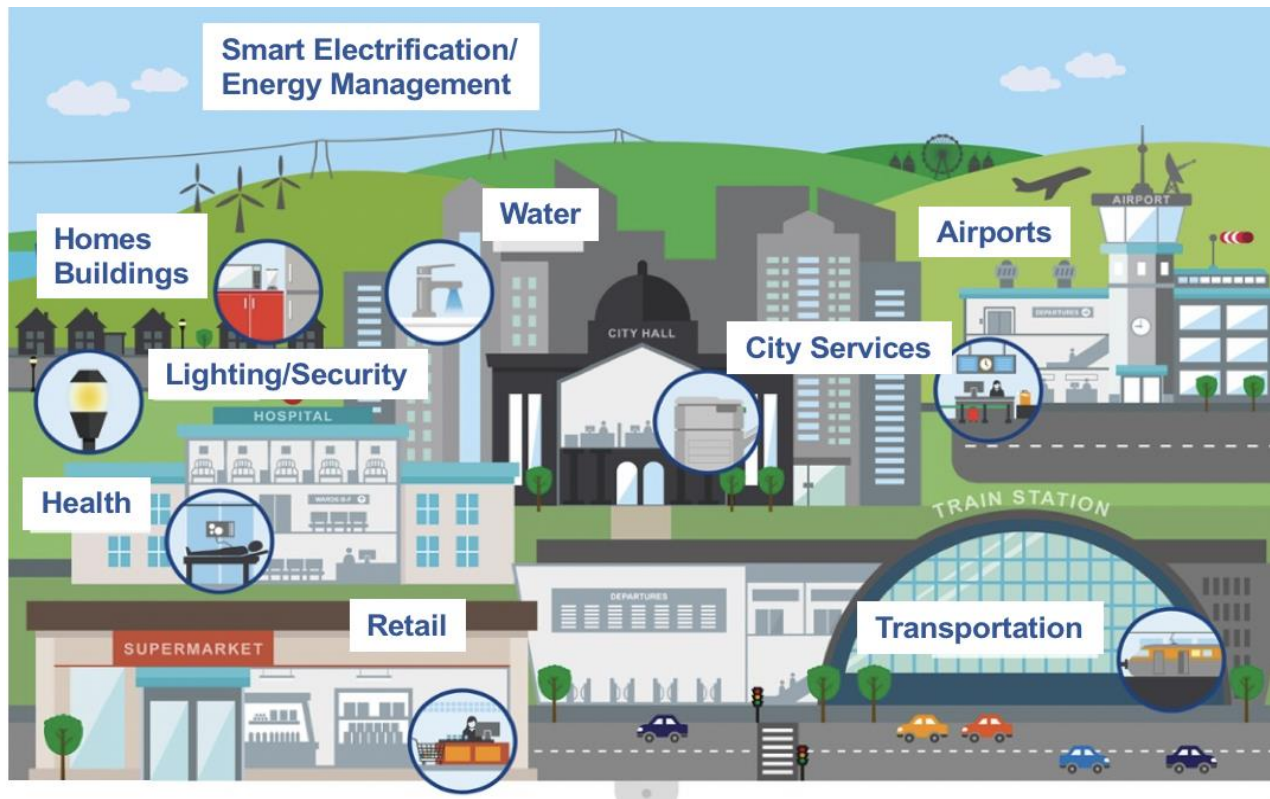 Smart Electrification/
Energy Management
Water
Homes
Buildings
Airports
AIRPORT
DEPARTURES
CITY HALL
City Services
Lighting/Security
HOSPITAL
Health
WARDS B-F
TRAIN STATION
DEPARTURES
Retail
Transportation
SUPERMARKET